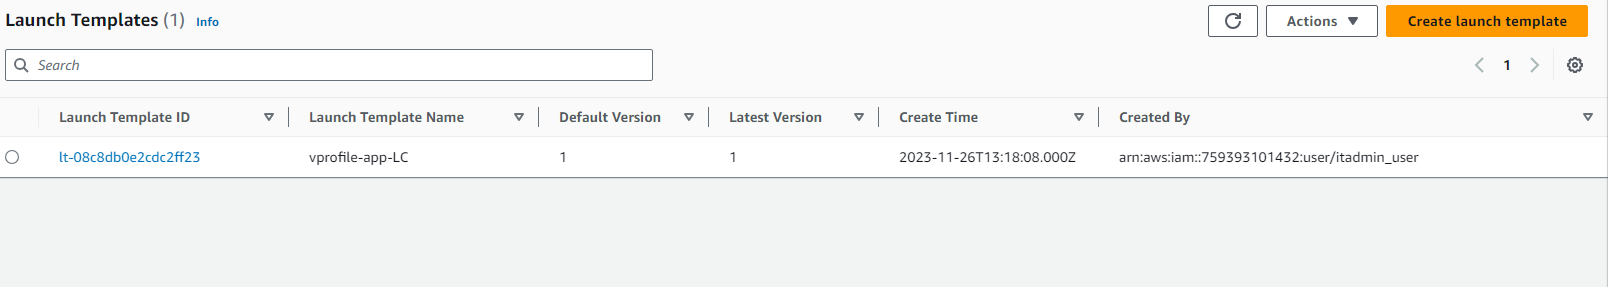 Launch Templates (1) Info
Actions
Create launch template
Search
1
Launch Template ID Launch Template Name Default Version Latest Version Create Time Created By
lt-08c8db0e2cdc2ff23 vprofile-app-LC 1 1 2023-11-26T13:18:08.000Z arn:aws:iam::759393101432:user/itadmin_user